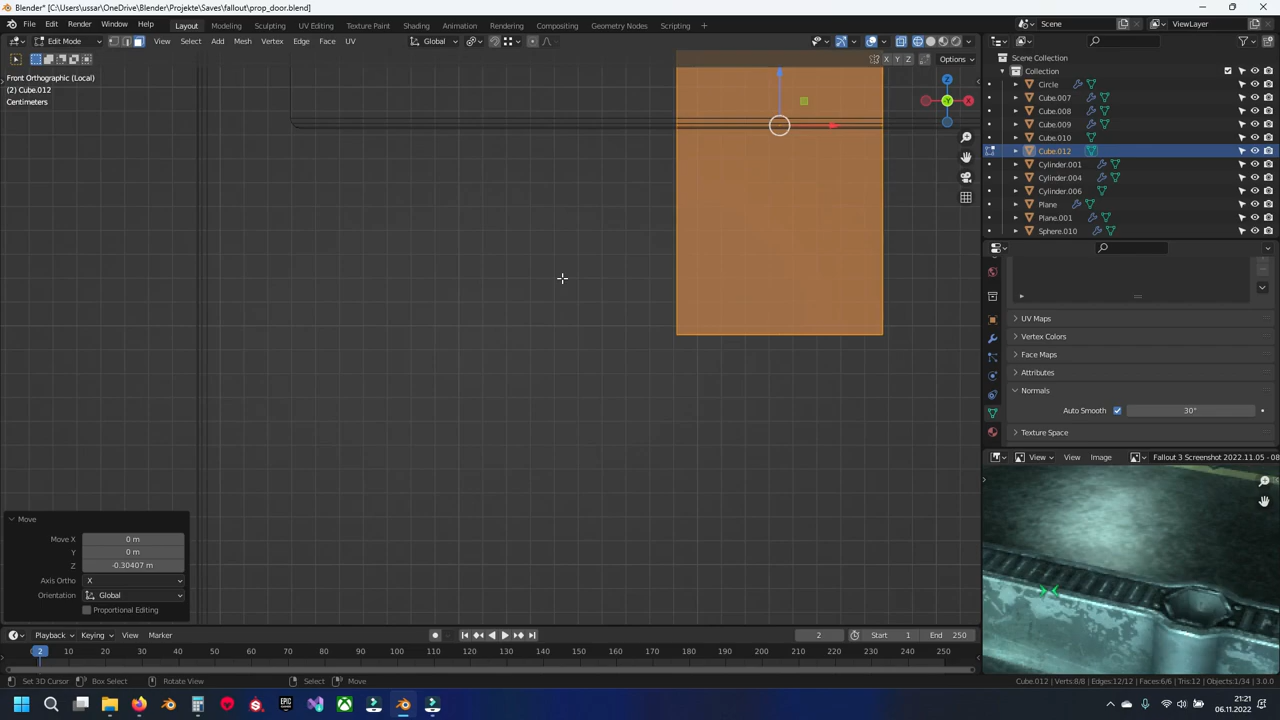 Blender* [C:\Users\ussar\OneDrive\Blender\Projekte\Saves\fallout\prop_door.blend]
File Edit Render Window Help Layout Modeling Sculpting UV Editing Texture Paint Shading Animation Rendering Compositing Geometry Nodes Scripting + Scene ViewLayer
Edit Mode View Select Add Mesh Vertex Edge Face UV Global
X Y Z Options
Front Orthographic (Local)
(2) Cube.012
Centimeters
Z
Y
X
Scene Collection
Collection
Circle
Cube.007
Cube.008
Cube.009
Cube.010
Cube.012
Cylinder.001
Cylinder.004
Cylinder.006
Plane
Plane.001
Sphere.010
UV Maps
Vertex Colors
Face Maps
Attributes
Normals
Auto Smooth 30°
Texture Space
View View Image Fallout 3 Screenshot 2022.11.05 - 08
Move
Move X 0 m
Y 0 m
Z -0.30407 m
Axis Ortho X
Orientation Global
Proportional Editing
Playback Keying View Marker 2 Start 1 End 250
2 10 20 30 40 50 60 70 80 90 100 110 120 130 140 150 160 170 180 190 200 210 220 230 240 250
Set 3D Cursor Box Select Rotate View Select Move Cube.012 | Verts:8/8 | Edges:12/12 | Faces:6/6 | Tris:12 | Objects:1/34 | 3.0.0
21:21
06.11.2022